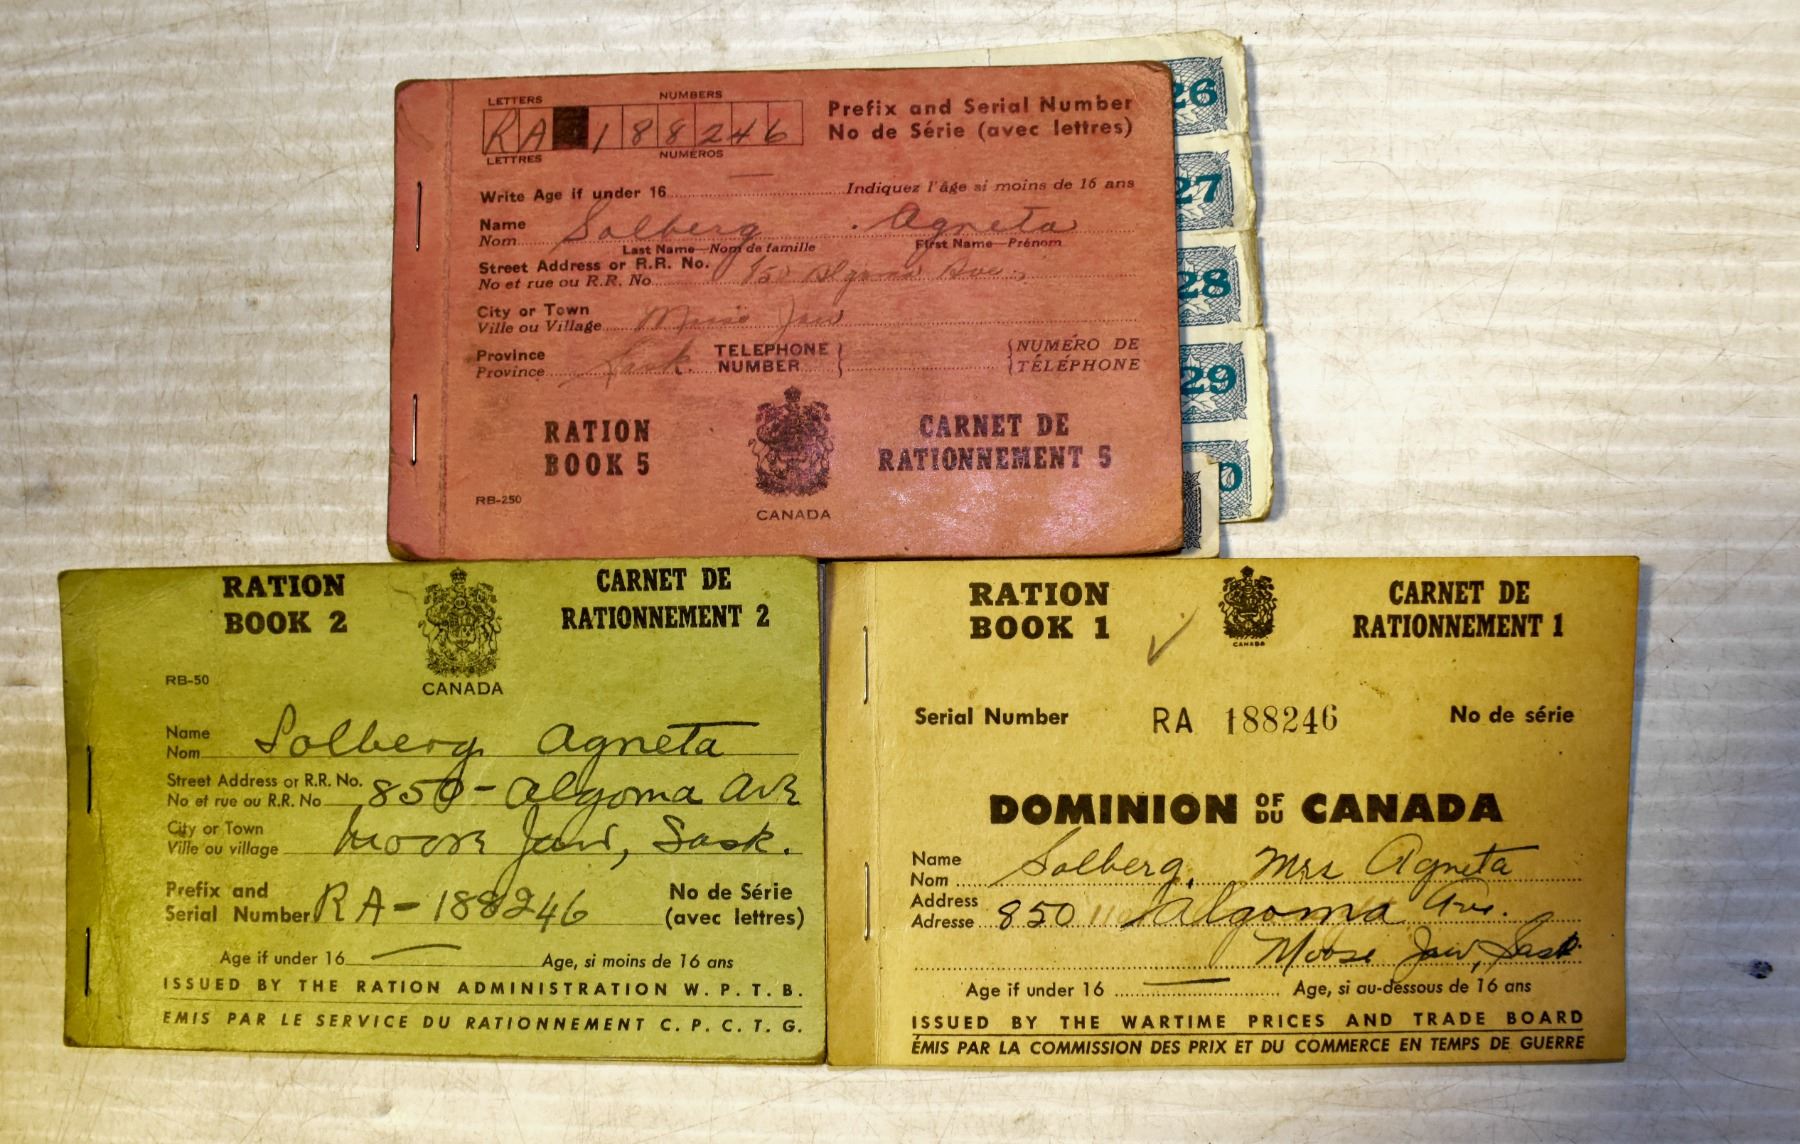 LETTERS NUMBERS
RA 188246
LETTRES NUMÉROS
Prefix and Serial Number
No de Série (avec lettres)
Write Age if under 16 — Indiquez l'âge si moins de 16 ans
Name Solberg Agneta
Nom Last Name—Nom de famille First Name—Prénom
Street Address or R.R. No. 850 Algoma Ave.,
No et rue ou R.R. No
City or Town Moose Jaw
Ville ou Village
Province Sask. TELEPHONE NUMÉRO DE
Province NUMBER TÉLÉPHONE
RATION CARNET DE
BOOK 5 RATIONNEMENT 5
RB-250
CANADA
26
27
28
29
RATION CARNET DE
BOOK 2 RATIONNEMENT 2
RB-50
CANADA
Name Solberg Agneta
Nom
Street Address or R.R. No. 850 - Algoma Ave
No et rue ou R.R. No
City or Town Moose Jaw, Sask.
Ville ou village
Prefix and RA-188246 No de Série
Serial Number (avec lettres)
Age if under 16 — Age, si moins de 16 ans
ISSUED BY THE RATION ADMINISTRATION W. P. T. B.
EMIS PAR LE SERVICE DU RATIONNEMENT C. P. C. T. G.
RATION CARNET DE
BOOK 1 RATIONNEMENT 1
CANADA
Serial Number RA 188246 No de série
DOMINION OF DU CANADA
Name Solberg, Mrs Agneta
Nom
Address 850 Algoma Ave.
Adresse
Moose Jaw, Sask.
Age if under 16 — Age, si au-dessous de 16 ans
ISSUED BY THE WARTIME PRICES AND TRADE BOARD
ÉMIS PAR LA COMMISSION DES PRIX ET DU COMMERCE EN TEMPS DE GUERRE